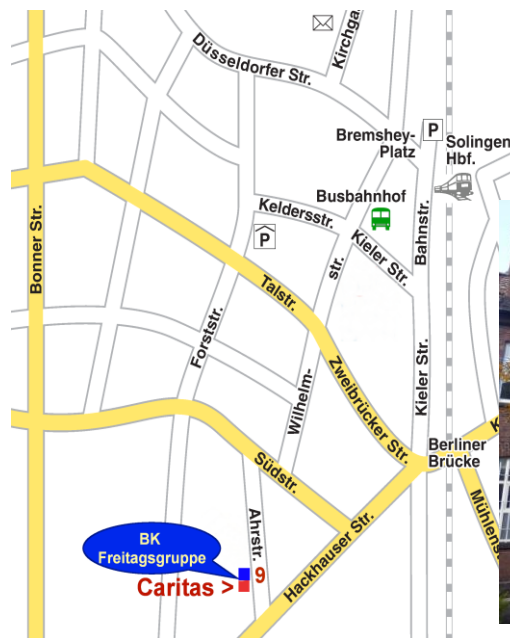 Kirchga
Düsseldorfer Str.
P
Bremshey-
Platz
Solingen
Hbf.
Busbahnhof
Keldersstr.
P
Kieler Str.
Bahnstr.
Bonner Str.
Talstr.
Forststr.
Wilhelm-
str.
Zweibrücker Str.
Kieler Str.
K
Berliner
Brücke
Südstr.
Mühleng
Ahrstr.
Hackhauser Str.
BK
Freitagsgruppe
9
Caritas >